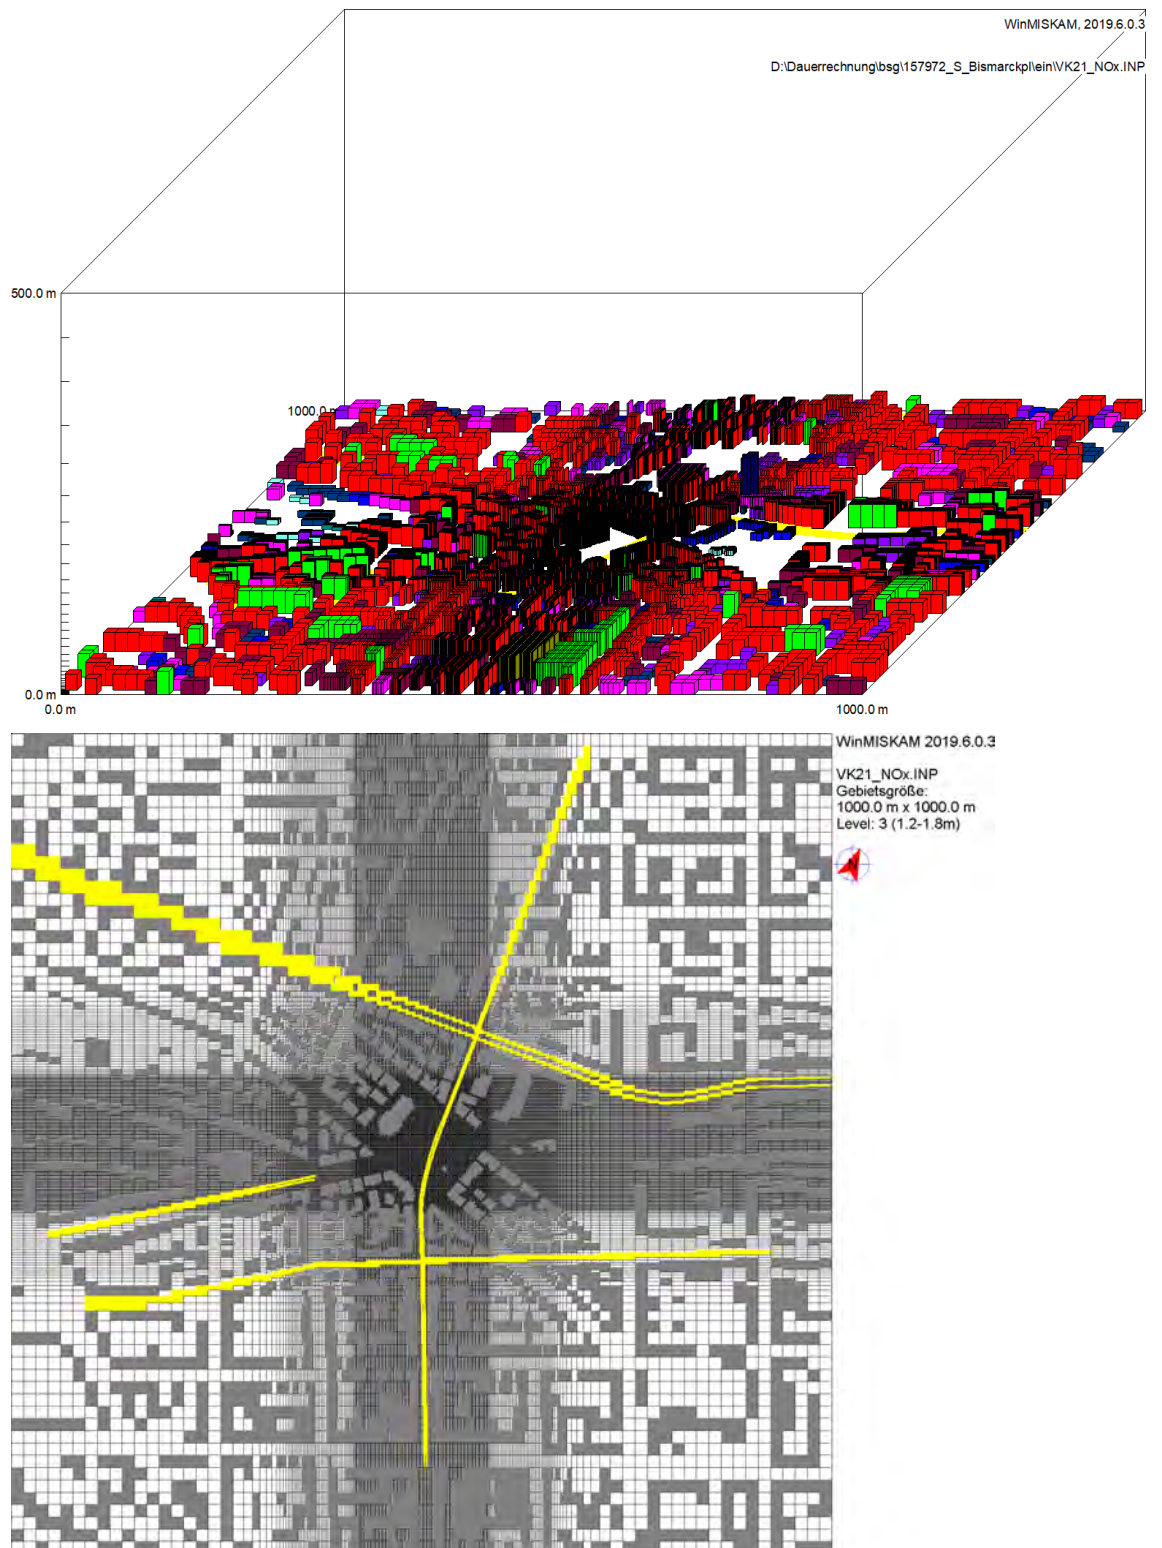 WinMISKAM, 2019.6.0.3
D:\Dauerrechnung\bsg\157972_S_Bismarckpl\ein\VK21_NOx.INP
500.0 m
1000.0 m
0.0 m
0.0 m
1000.0 m
WinMISKAM 2019.6.0.3
VK21_NOx.INP
Gebietsgröße:
1000.0 m x 1000.0 m
Level: 3 (1.2-1.8m)
N